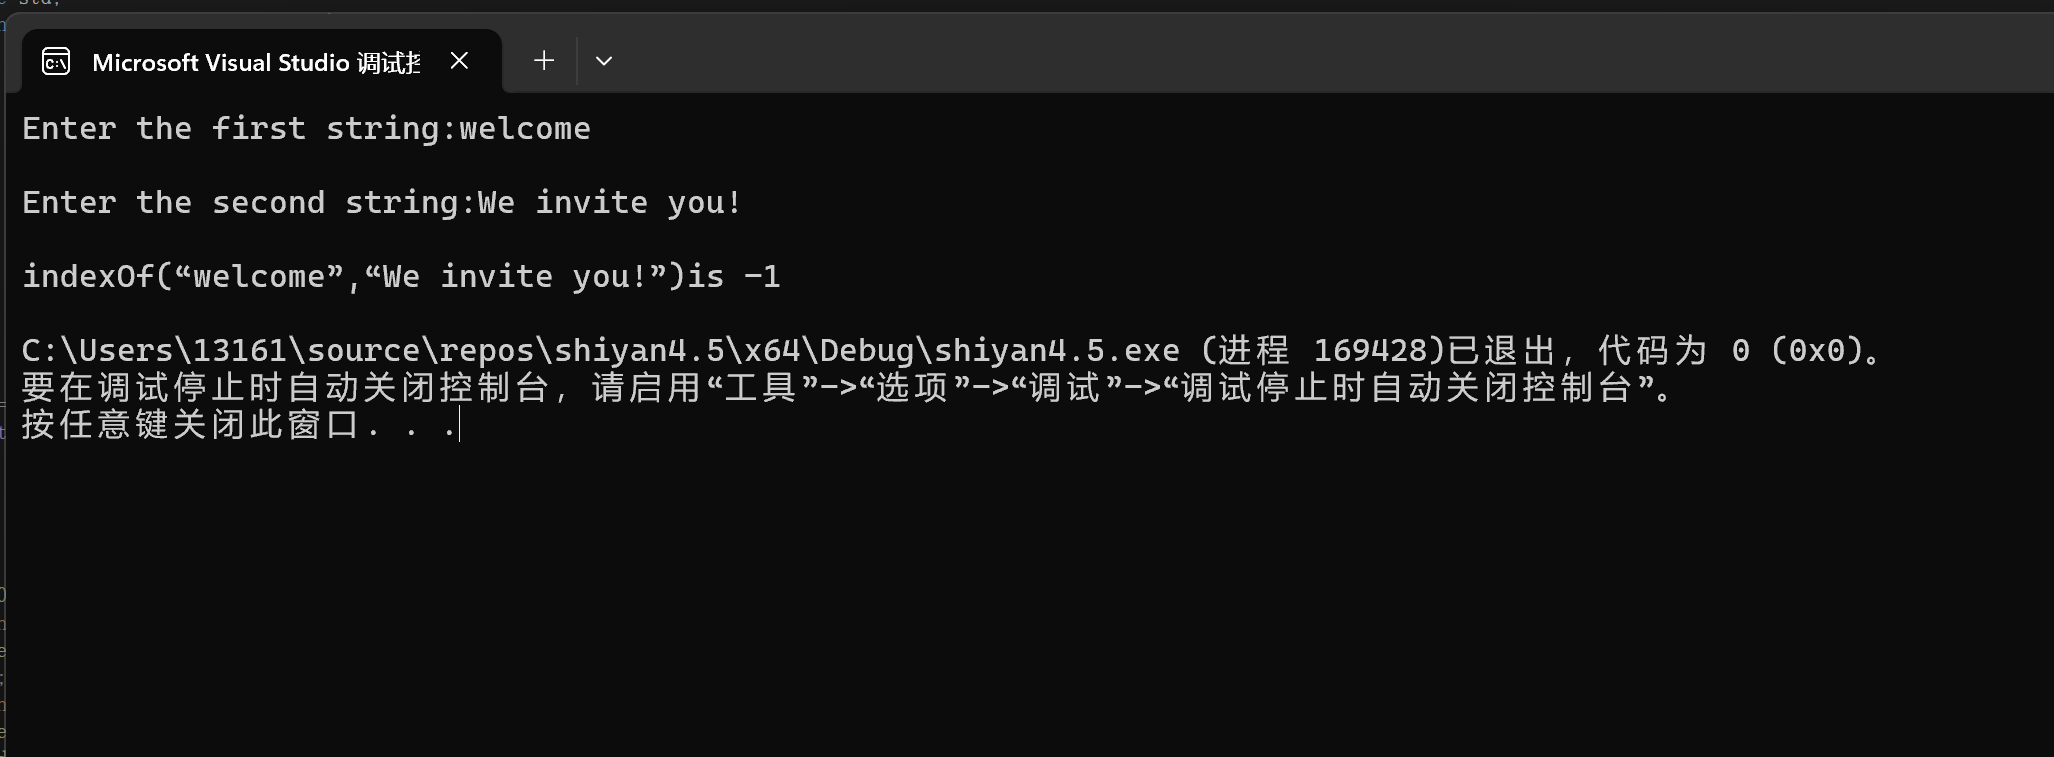 Microsoft Visual Studio 调试控
Enter the first string:welcome
Enter the second string:We invite you!
indexOf(“welcome”,“We invite you!”)is -1
C:\Users\13161\source\repos\shiyan4.5\x64\Debug\shiyan4.5.exe (进程 169428)已退出，代码为 0 (0x0)。
要在调试停止时自动关闭控制台，请启用“工具”->“选项”->“调试”->“调试停止时自动关闭控制台”。
按任意键关闭此窗口. . .